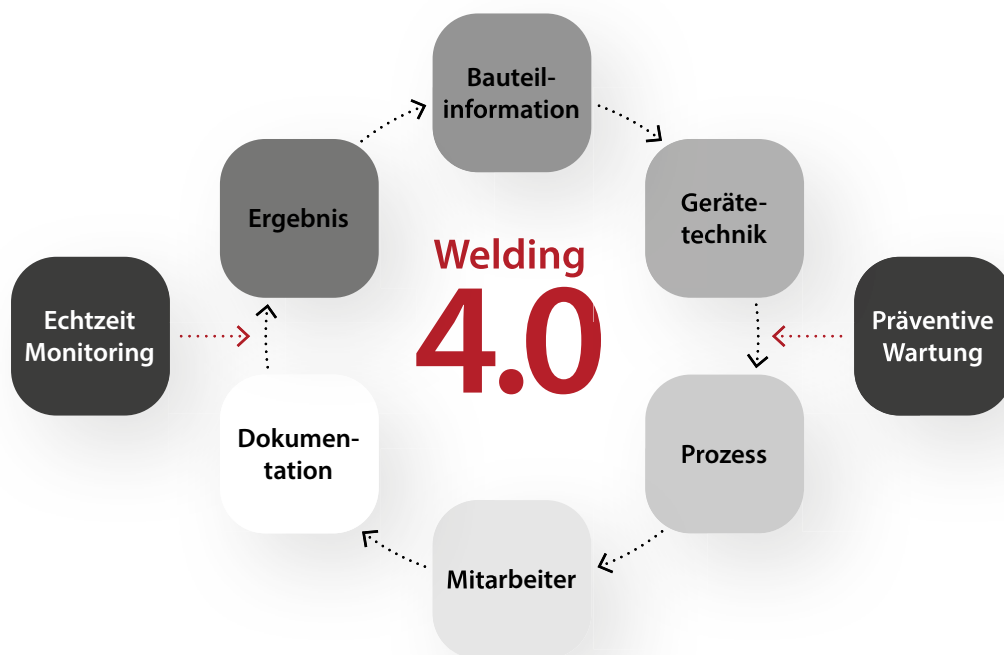 Bauteil-
information
Geräte-
technik
Ergebnis
Welding
4.0
Echtzeit
Monitoring
Präventive
Wartung
Dokumen-
tation
Prozess
Mitarbeiter